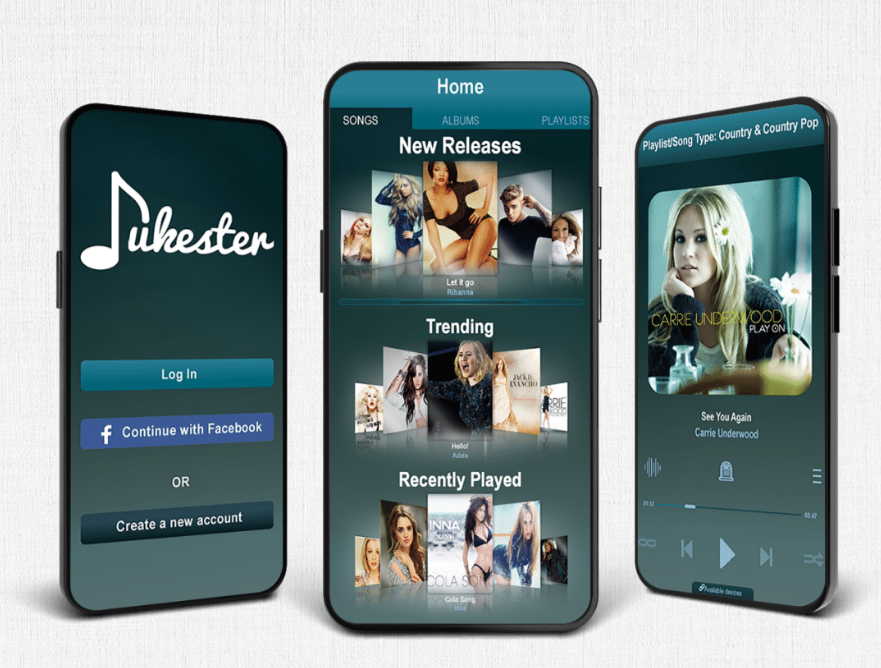 Jukester
Log In
f Continue with Facebook
OR
Create a new account
Home
SONGS ALBUMS PLAYLISTS
New Releases
Let it go
Rihanna
Trending
JACKIE
EVANCHO
Hello!
Adele
Recently Played
INNA
COLA SONG
Cola Song
Inna
Playlist/Song Type: Country & Country Pop
CARRIE UNDERWOOD
PLAY ON
See You Again
Carrie Underwood
01:12
03:47
Available devices